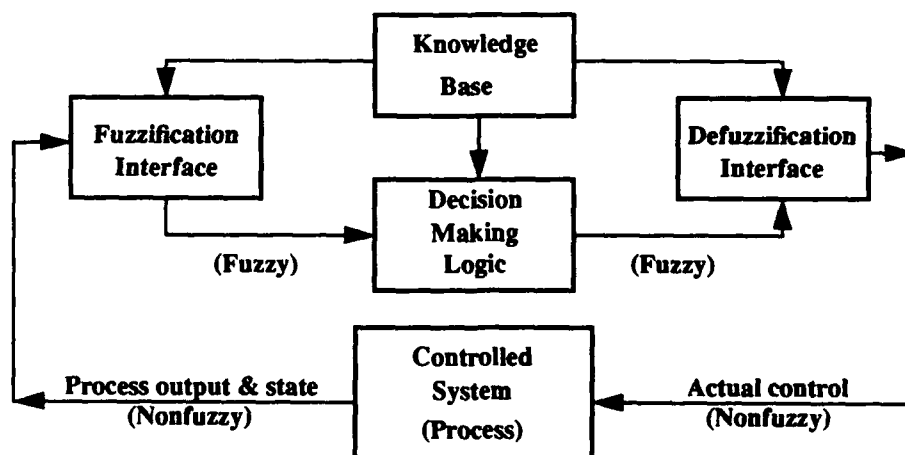 Knowledge
Base
Fuzzification
Interface
Defuzzification
Interface
Decision
Making
Logic
(Fuzzy)
(Fuzzy)
Controlled
System
(Process)
Process output & state
(Nonfuzzy)
Actual control
(Nonfuzzy)